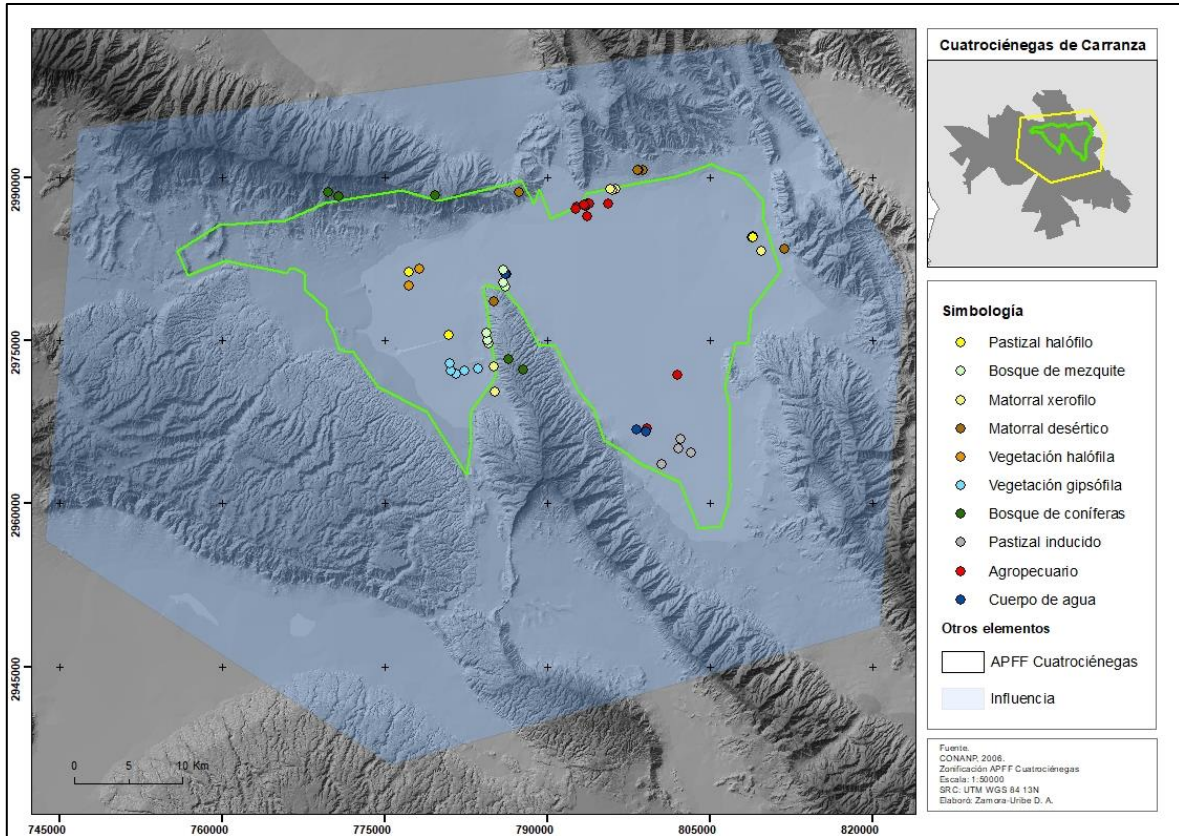 Cuatrociénegas de Carranza
2990000
2975000
2960000
2945000
0 5 10 Km
745000 760000 775000 790000 805000 820000
Simbología
Pastizal halófilo
Bosque de mezquite
Matorral xerofilo
Matorral desértico
Vegetación halófila
Vegetación gipsófila
Bosque de coníferas
Pastizal inducido
Agropecuario
Cuerpo de agua
Otros elementos
APFF Cuatrociénegas
Influencia
Fuente.
CONANP, 2006.
Zonificación APFF Cuatrociénegas
Escala: 1:50000
SRC: UTM WGS 84 13N
Elaboró: Zamora-Uribe D. A.